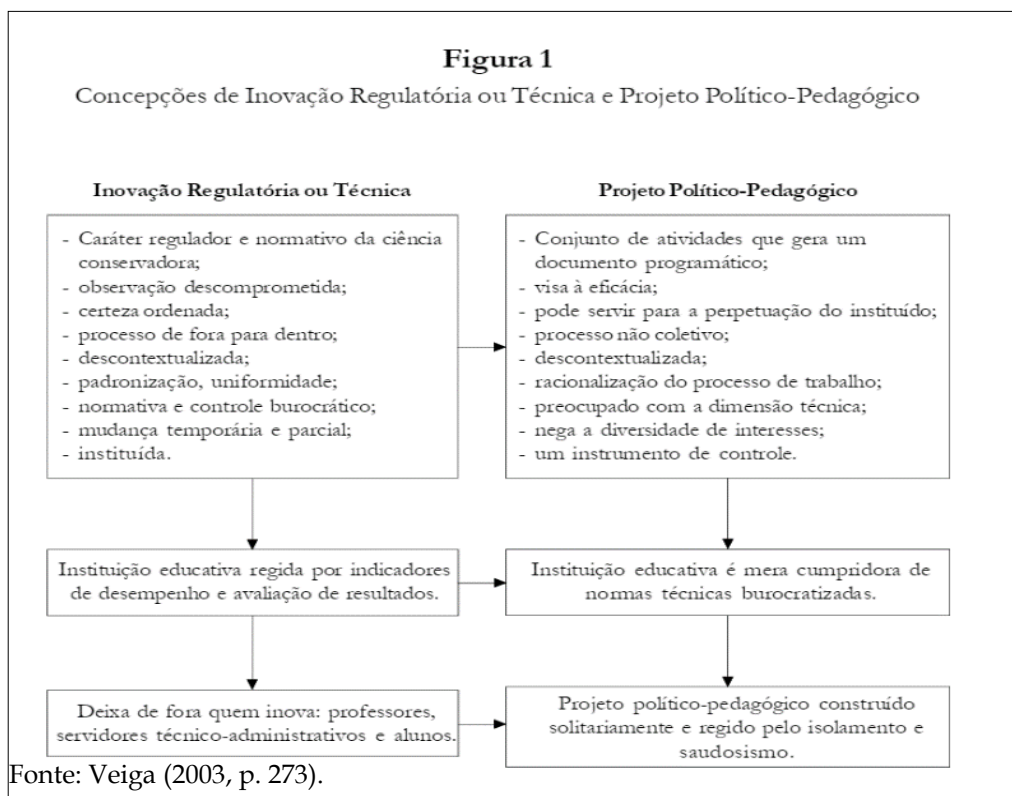 Figura 1
Concepções de Inovação Regulatória ou Técnica e Projeto Político-Pedagógico
Inovação Regulatória ou Técnica
- Caráter regulador e normativo da ciência
conservadora;
- observação descomprometida;
- certeza ordenada;
- processo de fora para dentro;
- descontextualizada;
- padronização, uniformidade;
- normativa e controle burocrático;
- mudança temporária e parcial;
- instituída.
Projeto Político-Pedagógico
- Conjunto de atividades que gera um
documento programático;
- visa à eficácia;
- pode servir para a perpetuação do instituído;
- processo não coletivo;
- descontextualizada;
- racionalização do processo de trabalho;
- preocupado com a dimensão técnica;
- nega a diversidade de interesses;
- um instrumento de controle.
Instituição educativa regida por indicadores
de desempenho e avaliação de resultados.
Instituição educativa é mera cumpridora de
normas técnicas burocratizadas.
Deixa de fora quem inova: professores,
servidores técnico-administrativos e alunos.
Projeto político-pedagógico construído
solitariamente e regido pelo isolamento e
saudosismo.
Fonte: Veiga (2003, p. 273).